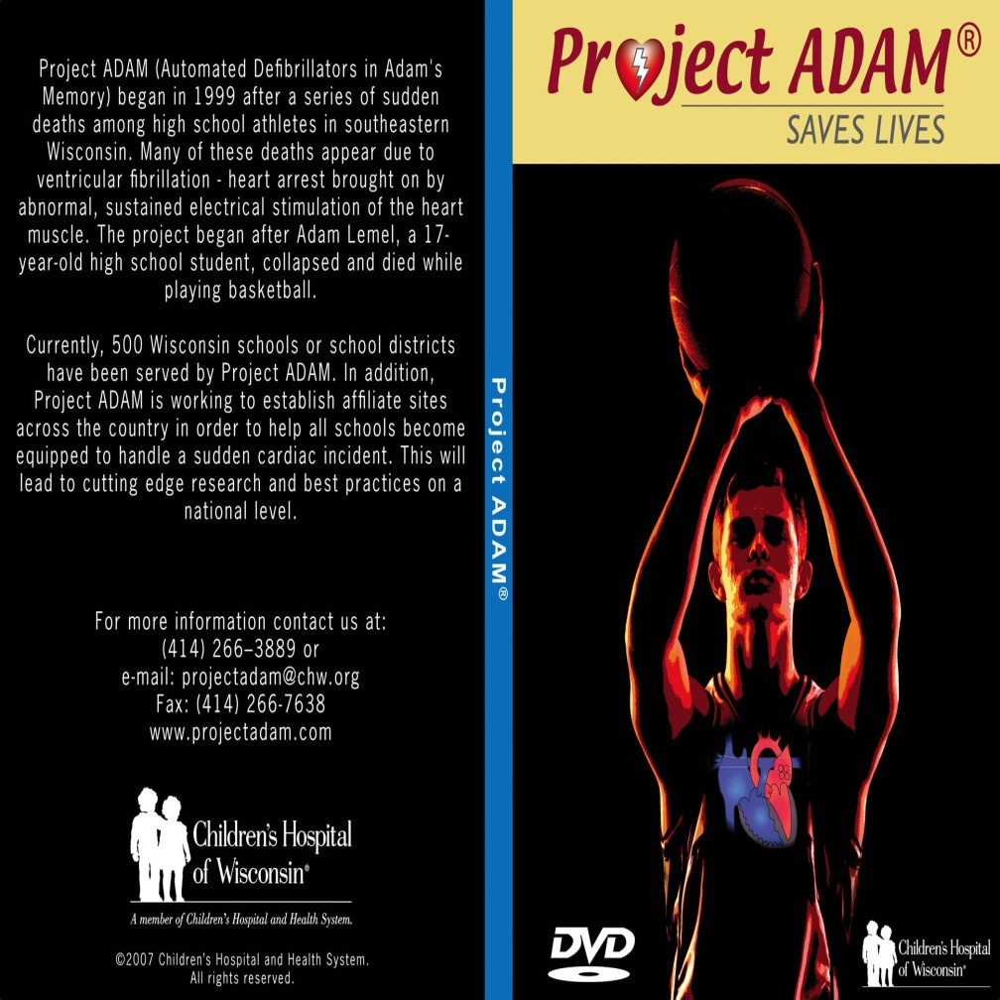 Project ADAM (Automated Defibrillators in Adam's
Memory) began in 1999 after a series of sudden
deaths among high school athletes in southeastern
Wisconsin. Many of these deaths appear due to
ventricular fibrillation - heart arrest brought on by
abnormal, sustained electrical stimulation of the heart
muscle. The project began after Adam Lemel, a 17-
year-old high school student, collapsed and died while
playing basketball.
Currently, 500 Wisconsin schools or school districts
have been served by Project ADAM. In addition,
Project ADAM is working to establish affiliate sites
across the country in order to help all schools become
equipped to handle a sudden cardiac incident. This will
lead to cutting edge research and best practices on a
national level.
For more information contact us at:
(414) 266–3889 or
e-mail: projectadam@chw.org
Fax: (414) 266-7638
www.projectadam.com
Children's Hospital
of Wisconsin®
A member of Children's Hospital and Health System.
©2007 Children's Hospital and Health System.
All rights reserved.
Project ADAM®
Project ADAM®
SAVES LIVES
DVD
Children's Hospital
of Wisconsin®